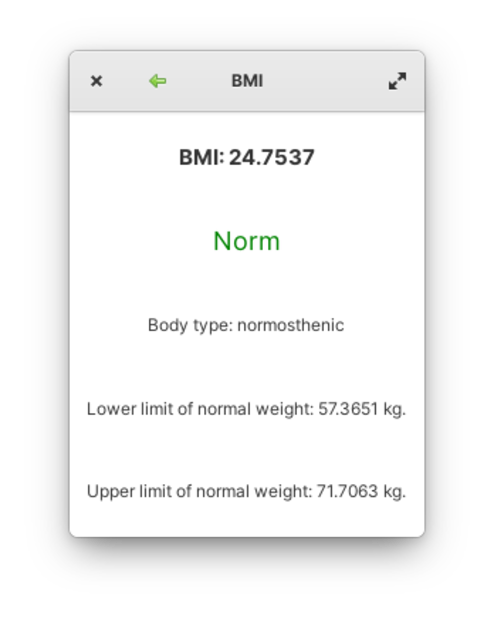 BMI
BMI: 24.7537
Norm
Body type: normosthenic
Lower limit of normal weight: 57.3651 kg.
Upper limit of normal weight: 71.7063 kg.